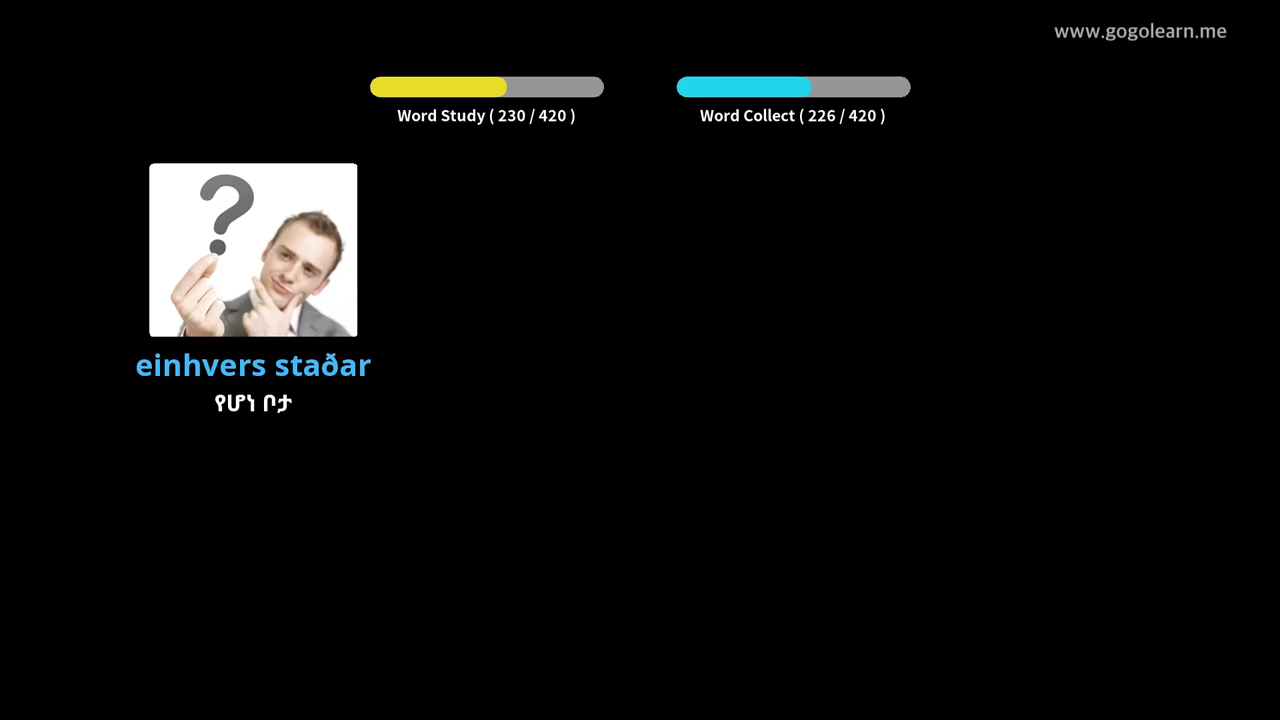 www.gogolearn.me
Word Study ( 230 / 420 )
Word Collect ( 226 / 420 )
?
einhvers staðar
የሆነ ቦታ